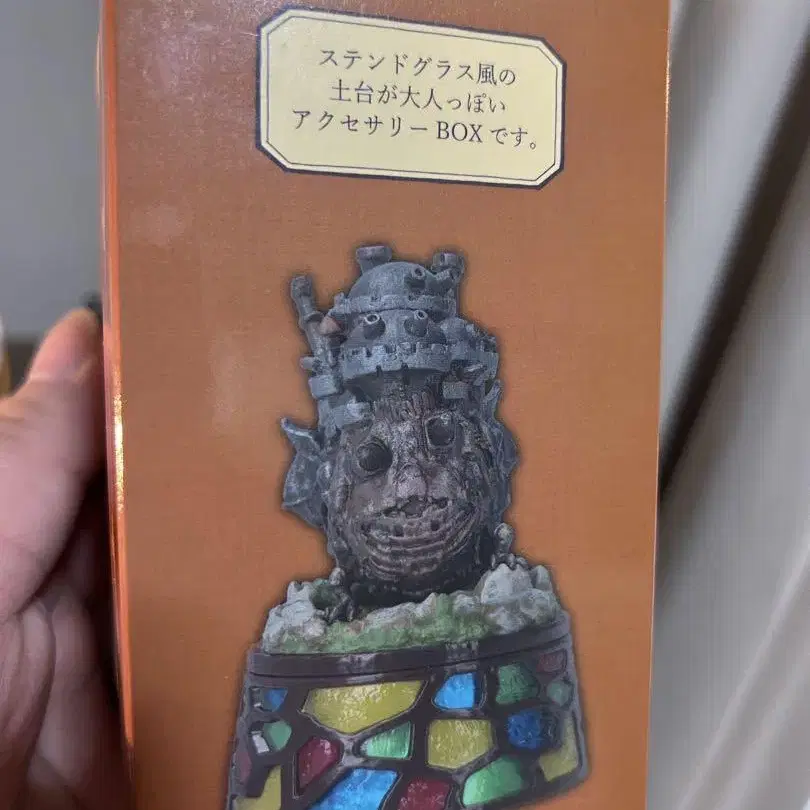 ステンドグラス風の
土台が大人っぽい
アクセサリーBOXです。